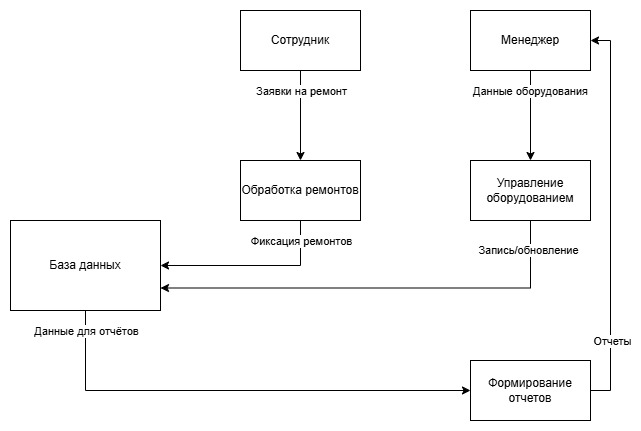 Сотрудник
Менеджер
Заявки на ремонт
Данные оборудования
Обработка ремонтов
Управление
оборудованием
Фиксация ремонтов
Запись/обновление
База данных
Данные для отчётов
Отчеты
Формирование
отчетов